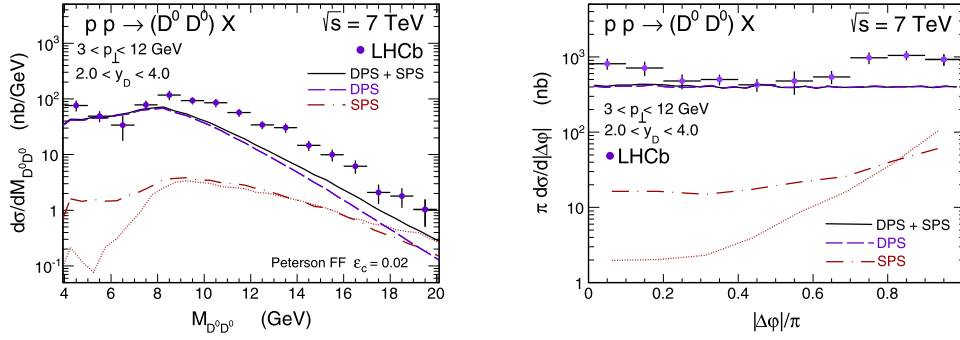 p p → (D⁰ D⁰) X √s = 7 TeV
3 < p⊥ < 12 GeV
2.0 < y_D < 4.0
LHCb
DPS + SPS
DPS
SPS
dσ/dM_D⁰D⁰ (nb/GeV)
10³
10²
10
1
10⁻¹
Peterson FF ε_c = 0.02
4 6 8 10 12 14 16 18 20
M_D⁰D⁰ (GeV)
p p → (D⁰ D⁰) X √s = 7 TeV
π dσ/d|Δφ| (nb)
10³
10²
10
1
3 < p⊥ < 12 GeV
2.0 < y_D < 4.0
LHCb
DPS + SPS
DPS
SPS
0 0.2 0.4 0.6 0.8 1
|Δφ|/π